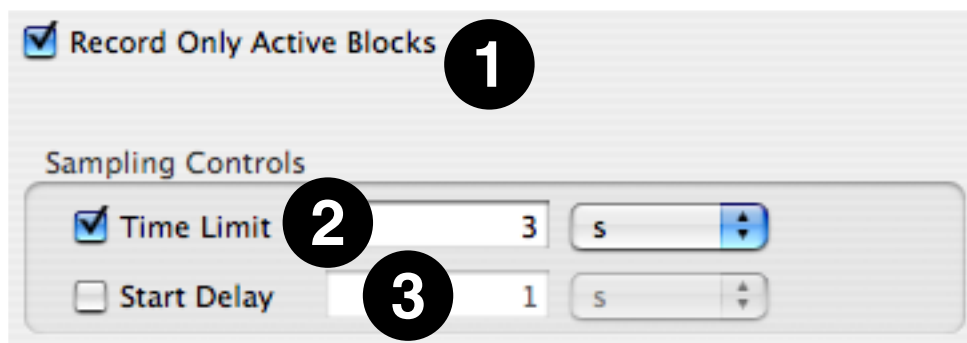 Record Only Active Blocks 1
Sampling Controls
Time Limit 2 3 s
Start Delay 3 1 s